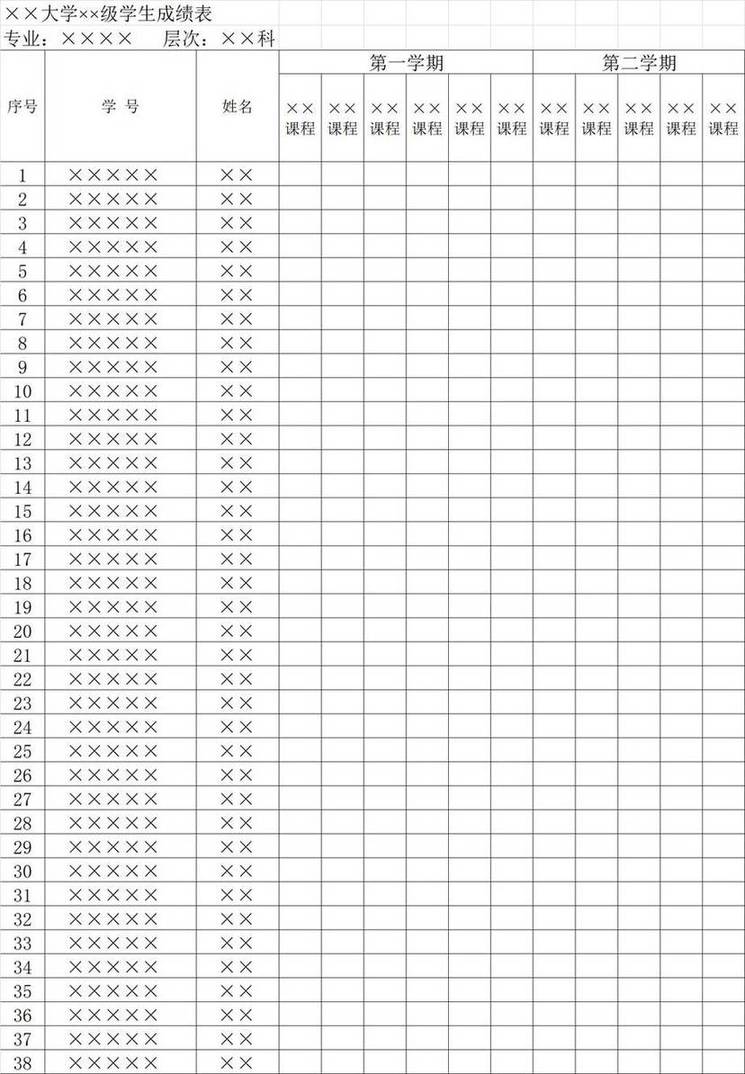 ××大学××级学生成绩表
专业：×××× 层次：××科
序号 学 号 姓名 第一学期 第二学期
×× ×× ×× ×× ×× ×× ×× ×× ×× ×× ××
课程 课程 课程 课程 课程 课程 课程 课程 课程 课程 课程
1 ××××× ××
2 ××××× ××
3 ××××× ××
4 ××××× ××
5 ××××× ××
6 ××××× ××
7 ××××× ××
8 ××××× ××
9 ××××× ××
10 ××××× ××
11 ××××× ××
12 ××××× ××
13 ××××× ××
14 ××××× ××
15 ××××× ××
16 ××××× ××
17 ××××× ××
18 ××××× ××
19 ××××× ××
20 ××××× ××
21 ××××× ××
22 ××××× ××
23 ××××× ××
24 ××××× ××
25 ××××× ××
26 ××××× ××
27 ××××× ××
28 ××××× ××
29 ××××× ××
30 ××××× ××
31 ××××× ××
32 ××××× ××
33 ××××× ××
34 ××××× ××
35 ××××× ××
36 ××××× ××
37 ××××× ××
38 ××××× ××